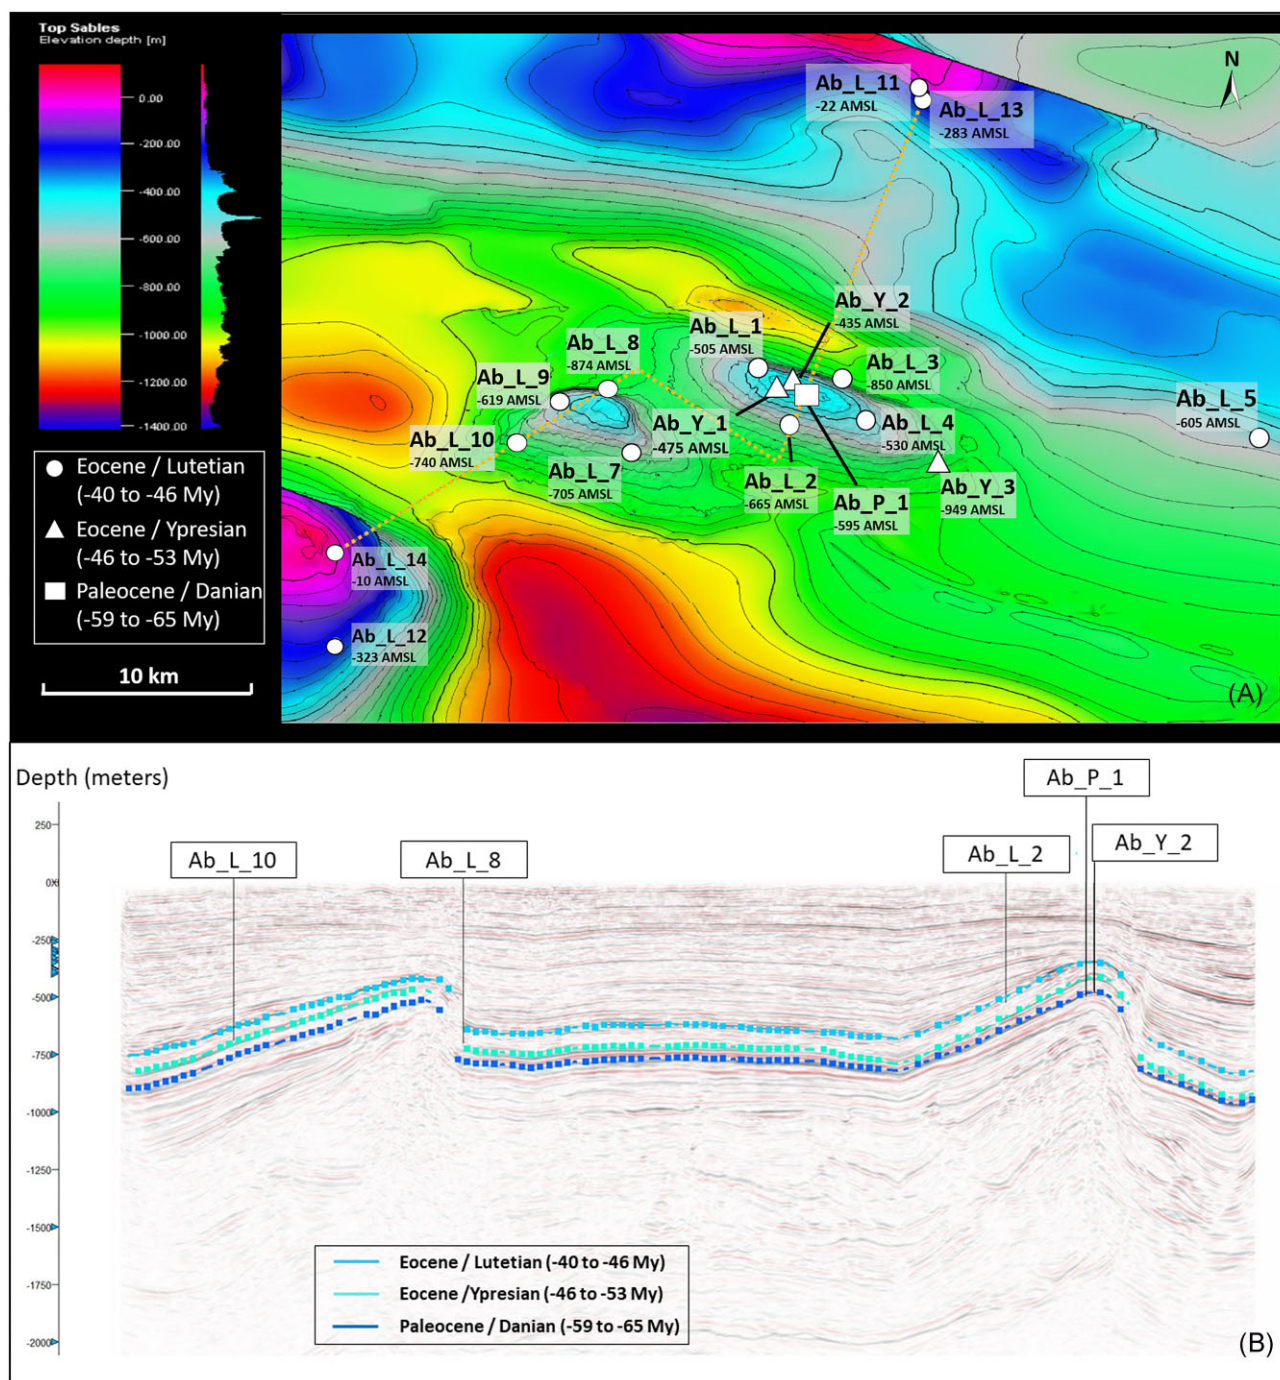 Top Sables
Elevation depth [m]
0.00
-200.00
-400.00
-600.00
-800.00
-1000.00
-1200.00
-1400.00
Eocene / Lutetian
(-40 to -46 My)
Eocene / Ypresian
(-46 to -53 My)
Paleocene / Danian
(-59 to -65 My)
10 km
N
Ab_L_11
-22 AMSL
Ab_L_13
-283 AMSL
Ab_Y_2
-435 AMSL
Ab_L_1
-505 AMSL
Ab_L_8
-874 AMSL
Ab_L_3
-850 AMSL
Ab_L_9
-619 AMSL
Ab_L_5
-605 AMSL
Ab_Y_1
-475 AMSL
Ab_L_4
-530 AMSL
Ab_L_10
-740 AMSL
Ab_L_7
-705 AMSL
Ab_L_2
-665 AMSL
Ab_P_1
-595 AMSL
Ab_Y_3
-949 AMSL
Ab_L_14
-10 AMSL
Ab_L_12
-323 AMSL
(A)
Depth (meters)
Ab_P_1
Ab_L_10
Ab_L_8
Ab_L_2
Ab_Y_2
250
-250
-500
-750
-1000
-1250
-1500
-1750
-2000
Eocene / Lutetian (-40 to -46 My)
Eocene /Ypresian (-46 to -53 My)
Paleocene / Danian (-59 to -65 My)
(B)